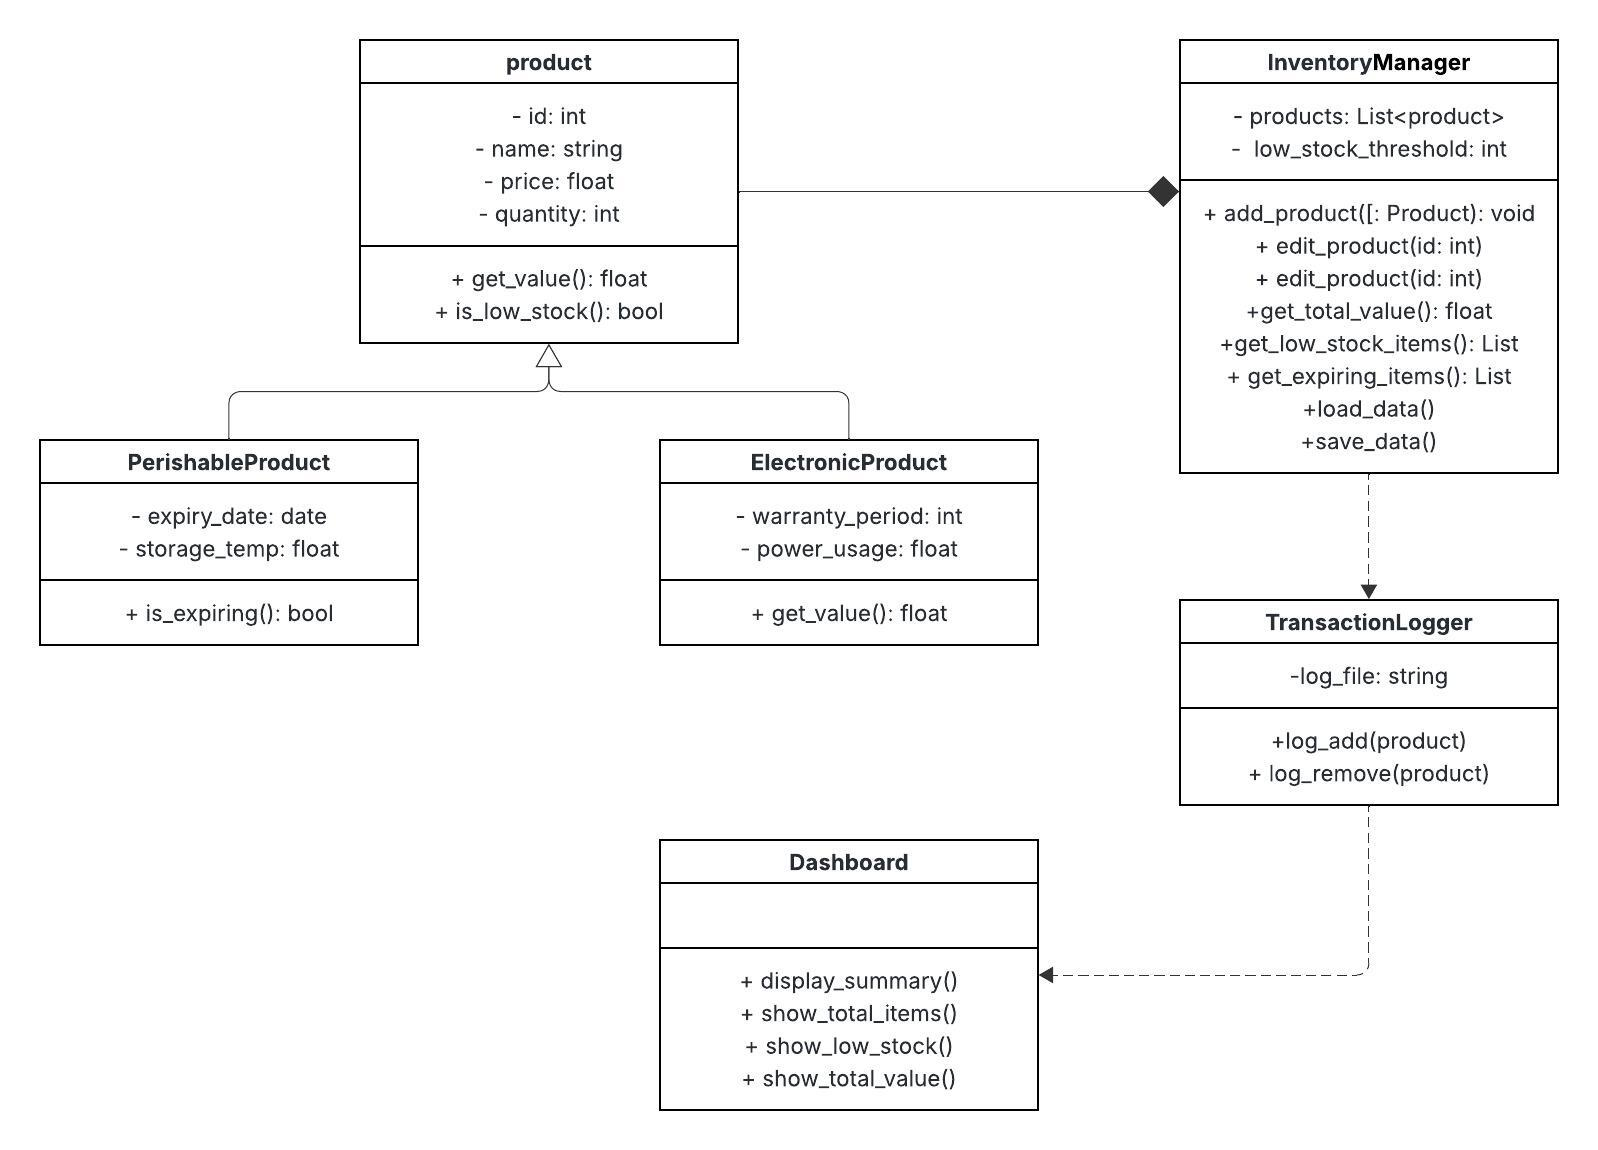 product
- id: int
- name: string
- price: float
- quantity: int
+ get_value(): float
+ is_low_stock(): bool
InventoryManager
- products: List<product>
- low_stock_threshold: int
+ add_product([: Product): void
+ edit_product(id: int)
+ edit_product(id: int)
+get_total_value(): float
+get_low_stock_items(): List
+ get_expiring_items(): List
+load_data()
+save_data()
PerishableProduct
- expiry_date: date
- storage_temp: float
+ is_expiring(): bool
ElectronicProduct
- warranty_period: int
- power_usage: float
+ get_value(): float
TransactionLogger
-log_file: string
+log_add(product)
+ log_remove(product)
Dashboard
+ display_summary()
+ show_total_items()
+ show_low_stock()
+ show_total_value()